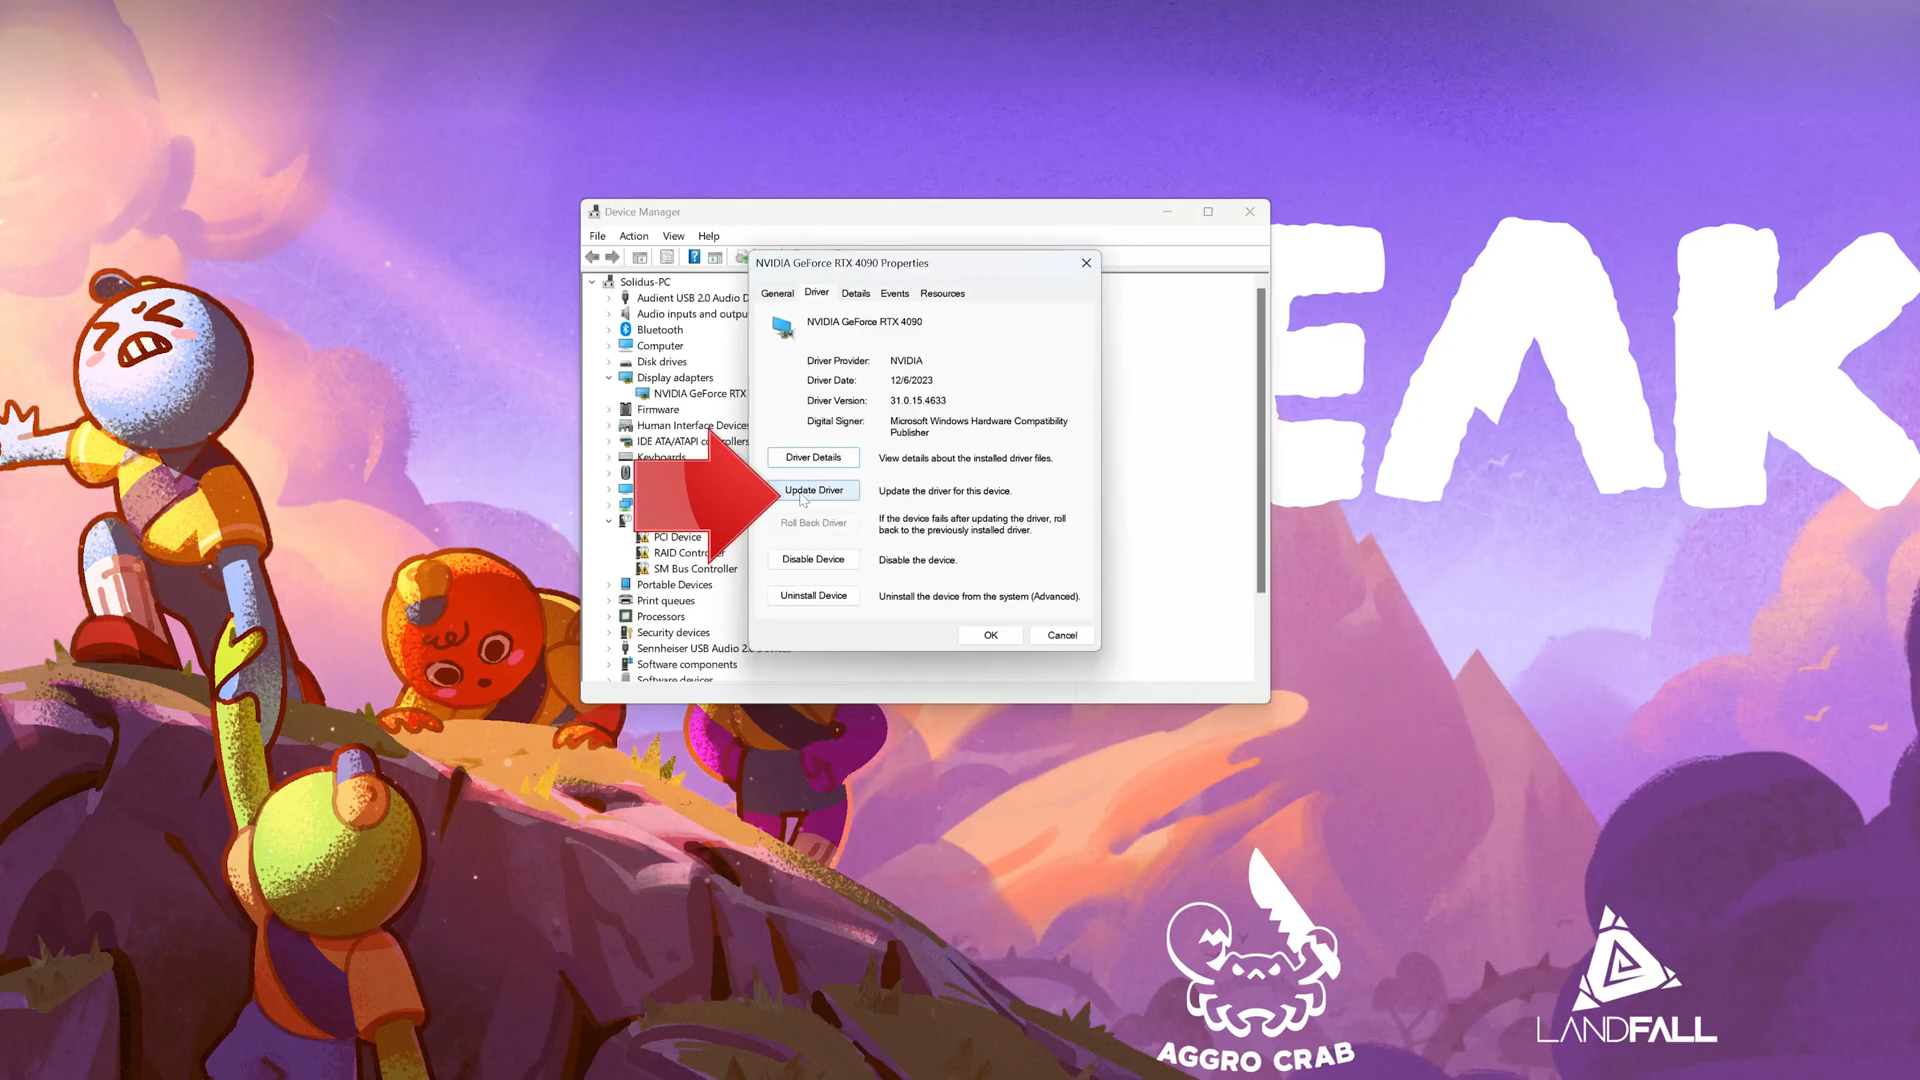 Device Manager
File Action View Help
NVIDIA GeForce RTX 4090 Properties
Solidus-PC
Audient USB 2.0 Audio D
Audio inputs and outpu
Bluetooth
Computer
Disk drives
Display adapters
NVIDIA GeForce RTX
Firmware
Human Interface Devices
IDE ATA/ATAPI controllers
Keyboards
PCI Device
RAID Contro
SM Bus Controller
Portable Devices
Print queues
Processors
Security devices
Sennheiser USB Audio 2.
Software components
Software devices
General Driver Details Events Resources
NVIDIA GeForce RTX 4090
Driver Provider: NVIDIA
Driver Date: 12/6/2023
Driver Version: 31.0.15.4633
Digital Signer: Microsoft Windows Hardware Compatibility
Publisher
Driver Details View details about the installed driver files.
Update Driver Update the driver for this device.
Roll Back Driver If the device fails after updating the driver, roll
back to the previously installed driver.
Disable Device Disable the device.
Uninstall Device Uninstall the device from the system (Advanced).
OK Cancel
EAK
AGGRO CRAB
LANDFALL